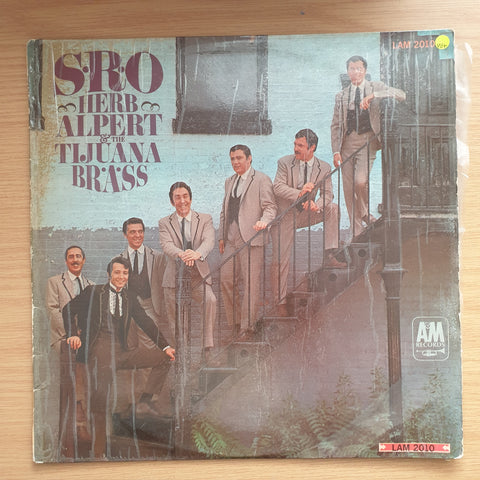 S·R·O
HERB
ALPERT
& THE
TIJUANA
BRASS
LAM 2010
A&M
RECORDS
LAM 2010